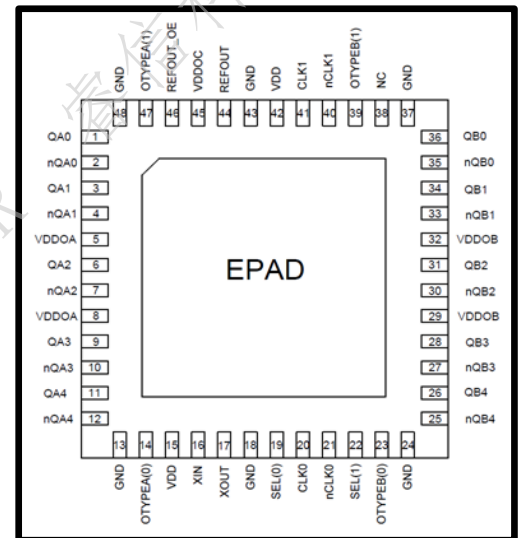 GND OTYPEA(1) REFOUT_OE VDDOC REFOUT GND VDD CLK1 nCLK1 OTYPEB(1) NC GND
48 47 46 45 44 43 42 41 40 39 38 37
QA0 1 36 QB0
nQA0 2 35 nQB0
QA1 3 34 QB1
nQA1 4 33 nQB1
VDDOA 5 32 VDDOB
QA2 6 31 QB2
nQA2 7 30 nQB2
VDDOA 8 29 VDDOB
QA3 9 28 QB3
nQA3 10 27 nQB3
QA4 11 26 QB4
nQA4 12 25 nQB4
EPAD
13 14 15 16 17 18 19 20 21 22 23 24
GND OTYPEA(0) VDD XIN XOUT GND SEL(0) CLK0 nCLK0 SEL(1) OTYPEB(0) GND